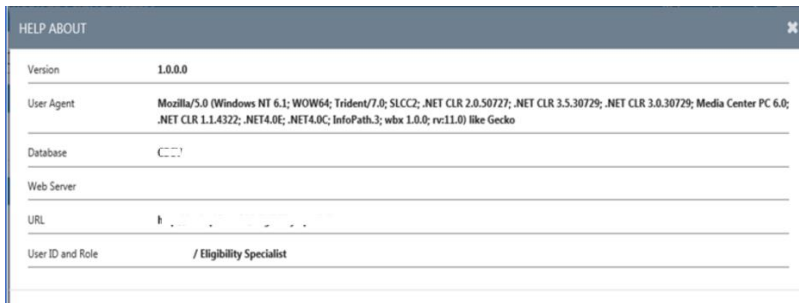 HELP ABOUT
Version 1.0.0.0
User Agent Mozilla/5.0 (Windows NT 6.1; WOW64; Trident/7.0; SLCC2; .NET CLR 2.0.50727; .NET CLR 3.5.30729; .NET CLR 3.0.30729; Media Center PC 6.0;
.NET CLR 1.1.4322; .NET4.0E; .NET4.0C; InfoPath.3; wbx 1.0.0; rv:11.0) like Gecko
Database
Web Server
URL
User ID and Role / Eligibility Specialist